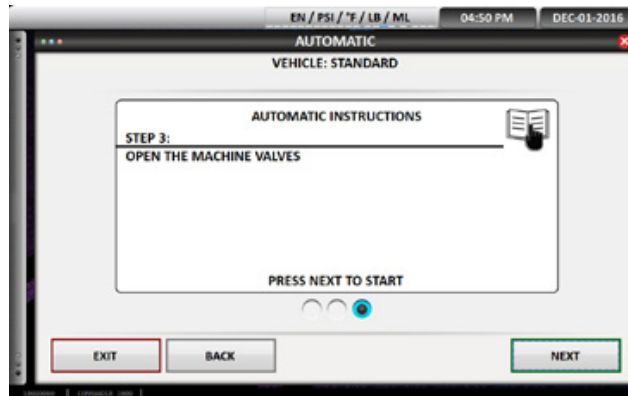 EN / PSI / °F / LB / ML 04:50 PM DEC-01-2016
AUTOMATIC
VEHICLE: STANDARD
AUTOMATIC INSTRUCTIONS
STEP 3:
OPEN THE MACHINE VALVES
PRESS NEXT TO START
EXIT BACK NEXT